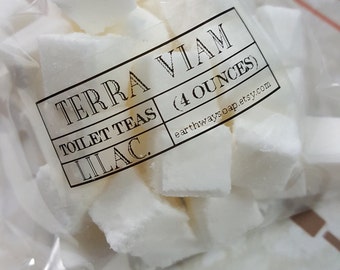 TERRA VIAM
TOILET TEAS
(4 OUNCES)
LILAC.
earthwaysoap.etsy.com